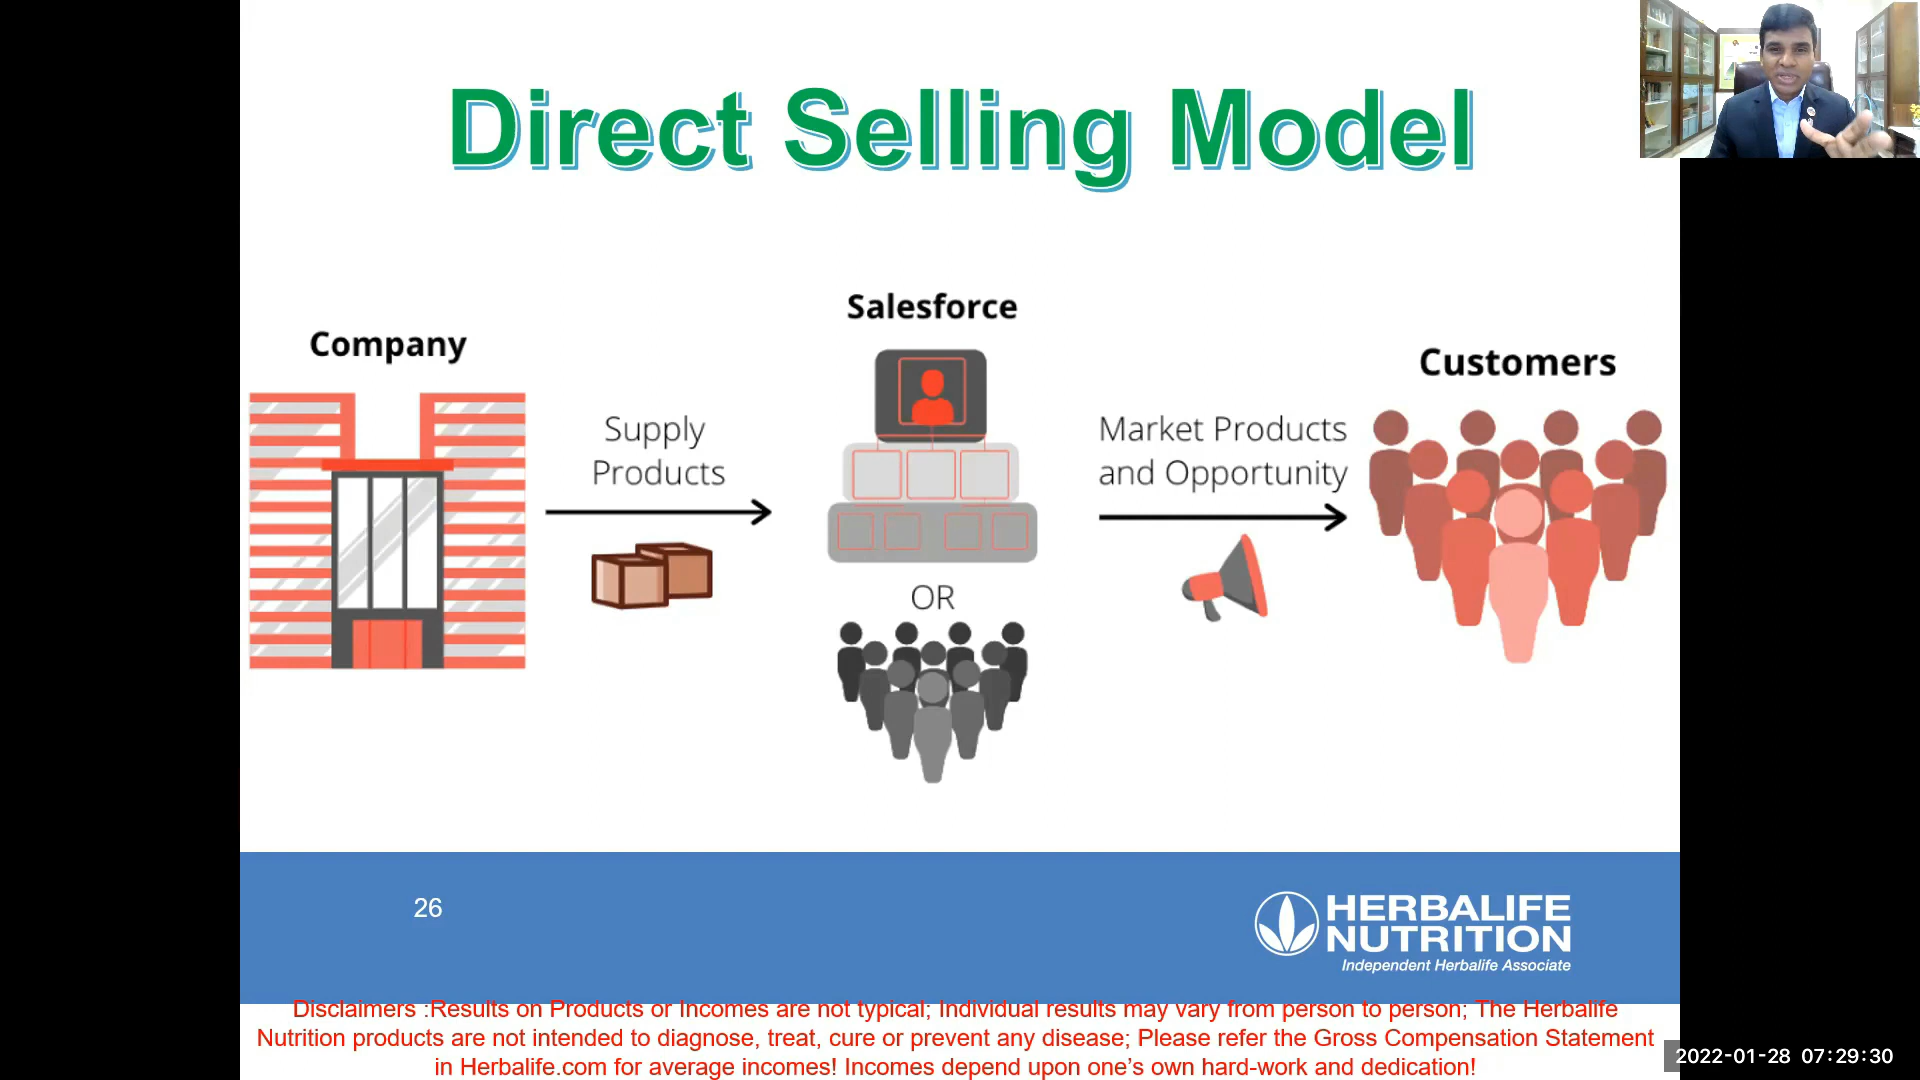 Direct Selling Model
Company
Supply
Products
Salesforce
OR
Market Products
and Opportunity
Customers
26
HERBALIFE
NUTRITION
Independent Herbalife Associate
Disclaimers :Results on Products or Incomes are not typical; Individual results may vary from person to person; The Herbalife
Nutrition products are not intended to diagnose, treat, cure or prevent any disease; Please refer the Gross Compensation Statement
in Herbalife.com for average incomes! Incomes depend upon one’s own hard-work and dedication!
2022-01-28 07:29:30